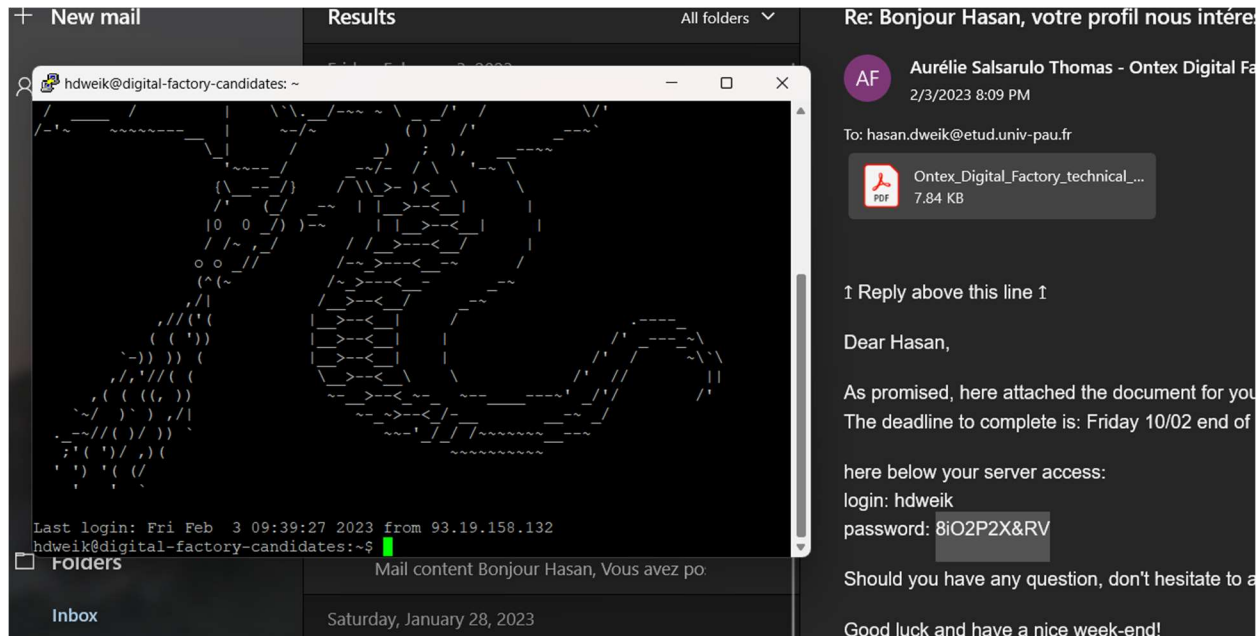 New mail
Results
All folders
hdweik@digital-factory-candidates: ~
Last login: Fri Feb  3 09:39:27 2023 from 93.19.158.132
hdweik@digital-factory-candidates:~$
Folders
Inbox
Mail content Bonjour Hasan, Vous avez po
Saturday, January 28, 2023
Re: Bonjour Hasan, votre profil nous intére
AF
Aurélie Salsarulo Thomas - Ontex Digital Fa
2/3/2023 8:09 PM
To: hasan.dweik@etud.univ-pau.fr
PDF
Ontex_Digital_Factory_technical_...
7.84 KB
↥ Reply above this line ↥
Dear Hasan,
As promised, here attached the document for you
The deadline to complete is: Friday 10/02 end of
here below your server access:
login: hdweik
password: 8iO2P2X&RV
Should you have any question, don't hesitate to a
Good luck and have a nice week-end!